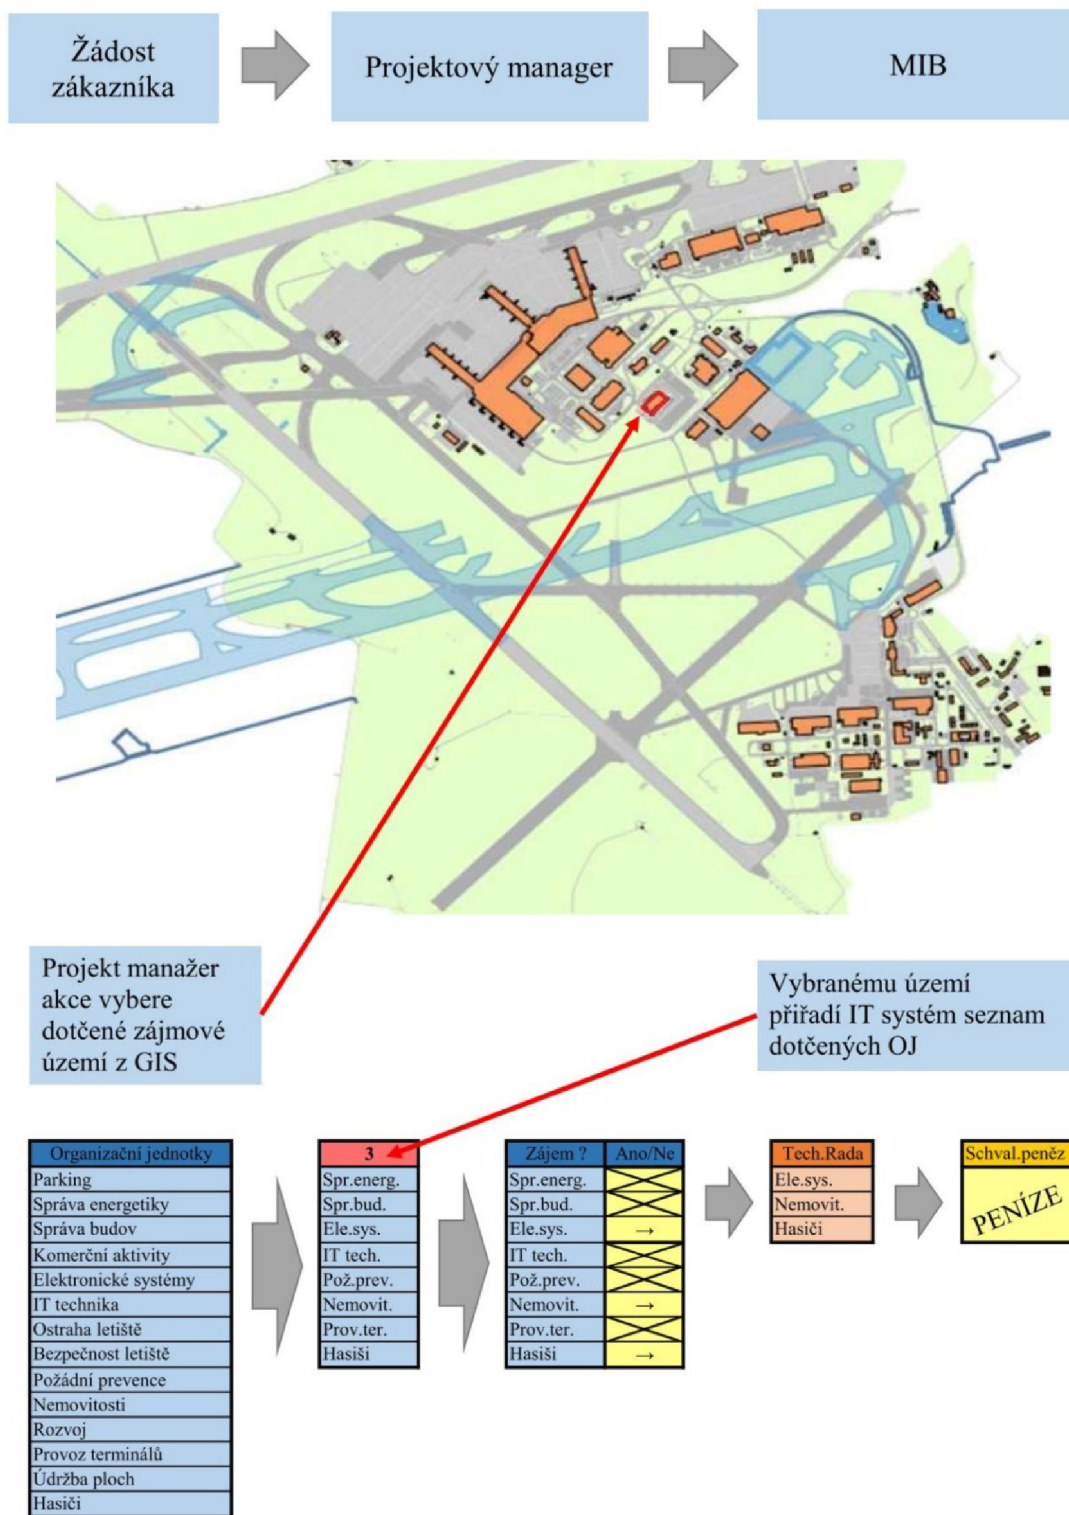 Žádost
zákazníka
Projektový manager
MIB
Projekt manažer
akce vybere
dotčené zájmové
území z GIS
Vybranému území
přiřadí IT systém seznam
dotčených OJ
Organizační jednotky
Parking
Správa energetiky
Správa budov
Komerční aktivity
Elektronické systémy
IT technika
Ostraha letiště
Bezpečnost letiště
Požádní prevence
Nemovitosti
Rozvoj
Provoz terminálů
Údržba ploch
Hasiči
3
Spr.energ.
Spr.bud.
Ele.sys.
IT tech.
Pož.prev.
Nemovit.
Prov.ter.
Hasiši
Zájem ? Ano/Ne
Spr.energ.
Spr.bud.
Ele.sys. →
IT tech.
Pož.prev.
Nemovit. →
Prov.ter.
Hasiši →
Tech.Rada
Ele.sys.
Nemovit.
Hasiči
Schval.peněz
PENÍZE